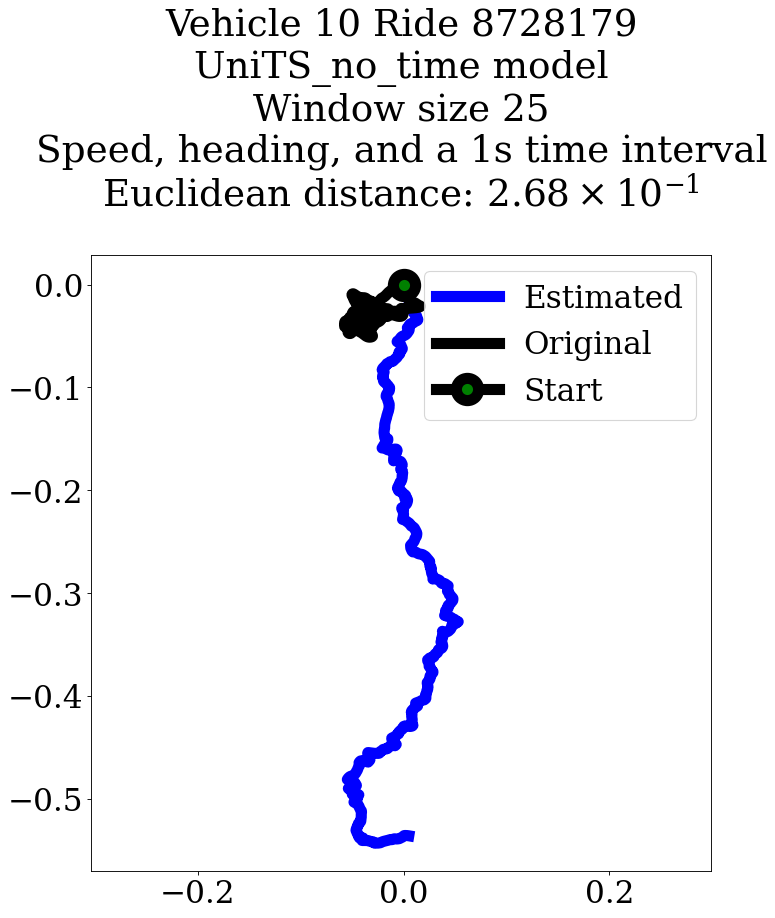 Vehicle 10 Ride 8728179
UniTS_no_time model
Window size 25
Speed, heading, and a 1s time interval
Euclidean distance: 2.68 × 10⁻¹
Estimated
Original
Start
0.0
−0.1
−0.2
−0.3
−0.4
−0.5
−0.2 0.0 0.2